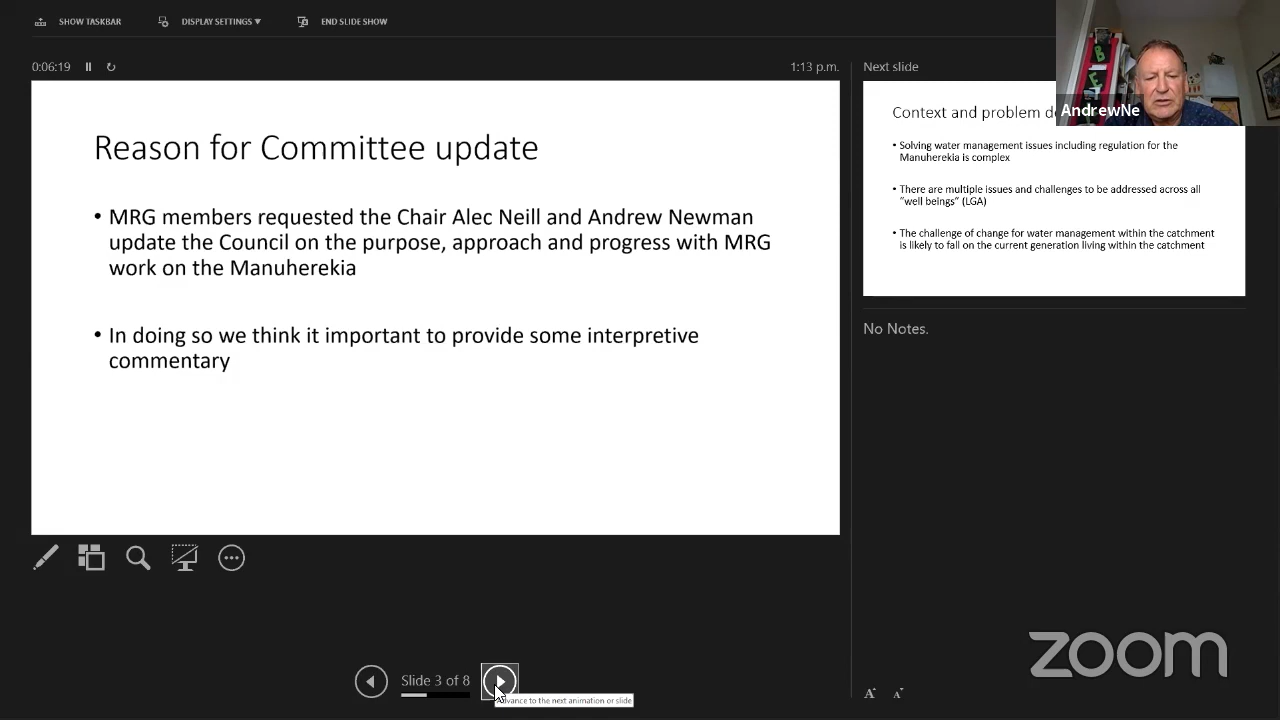 SHOW TASKBAR
DISPLAY SETTINGS ▼
END SLIDE SHOW
0:06:19
1:13 p.m.
Reason for Committee update
• MRG members requested the Chair Alec Neill and Andrew Newman
update the Council on the purpose, approach and progress with MRG
work on the Manuherekia
• In doing so we think it important to provide some interpretive
commentary
Slide 3 of 8
advance to the next animation or slide
Next slide
Context and problem d
• Solving water management issues including regulation for the
Manuherekia is complex
• There are multiple issues and challenges to be addressed across all
“well beings” (LGA)
• The challenge of change for water management within the catchment
is likely to fall on the current generation living within the catchment
No Notes.
A A
AndrewNe
zoom